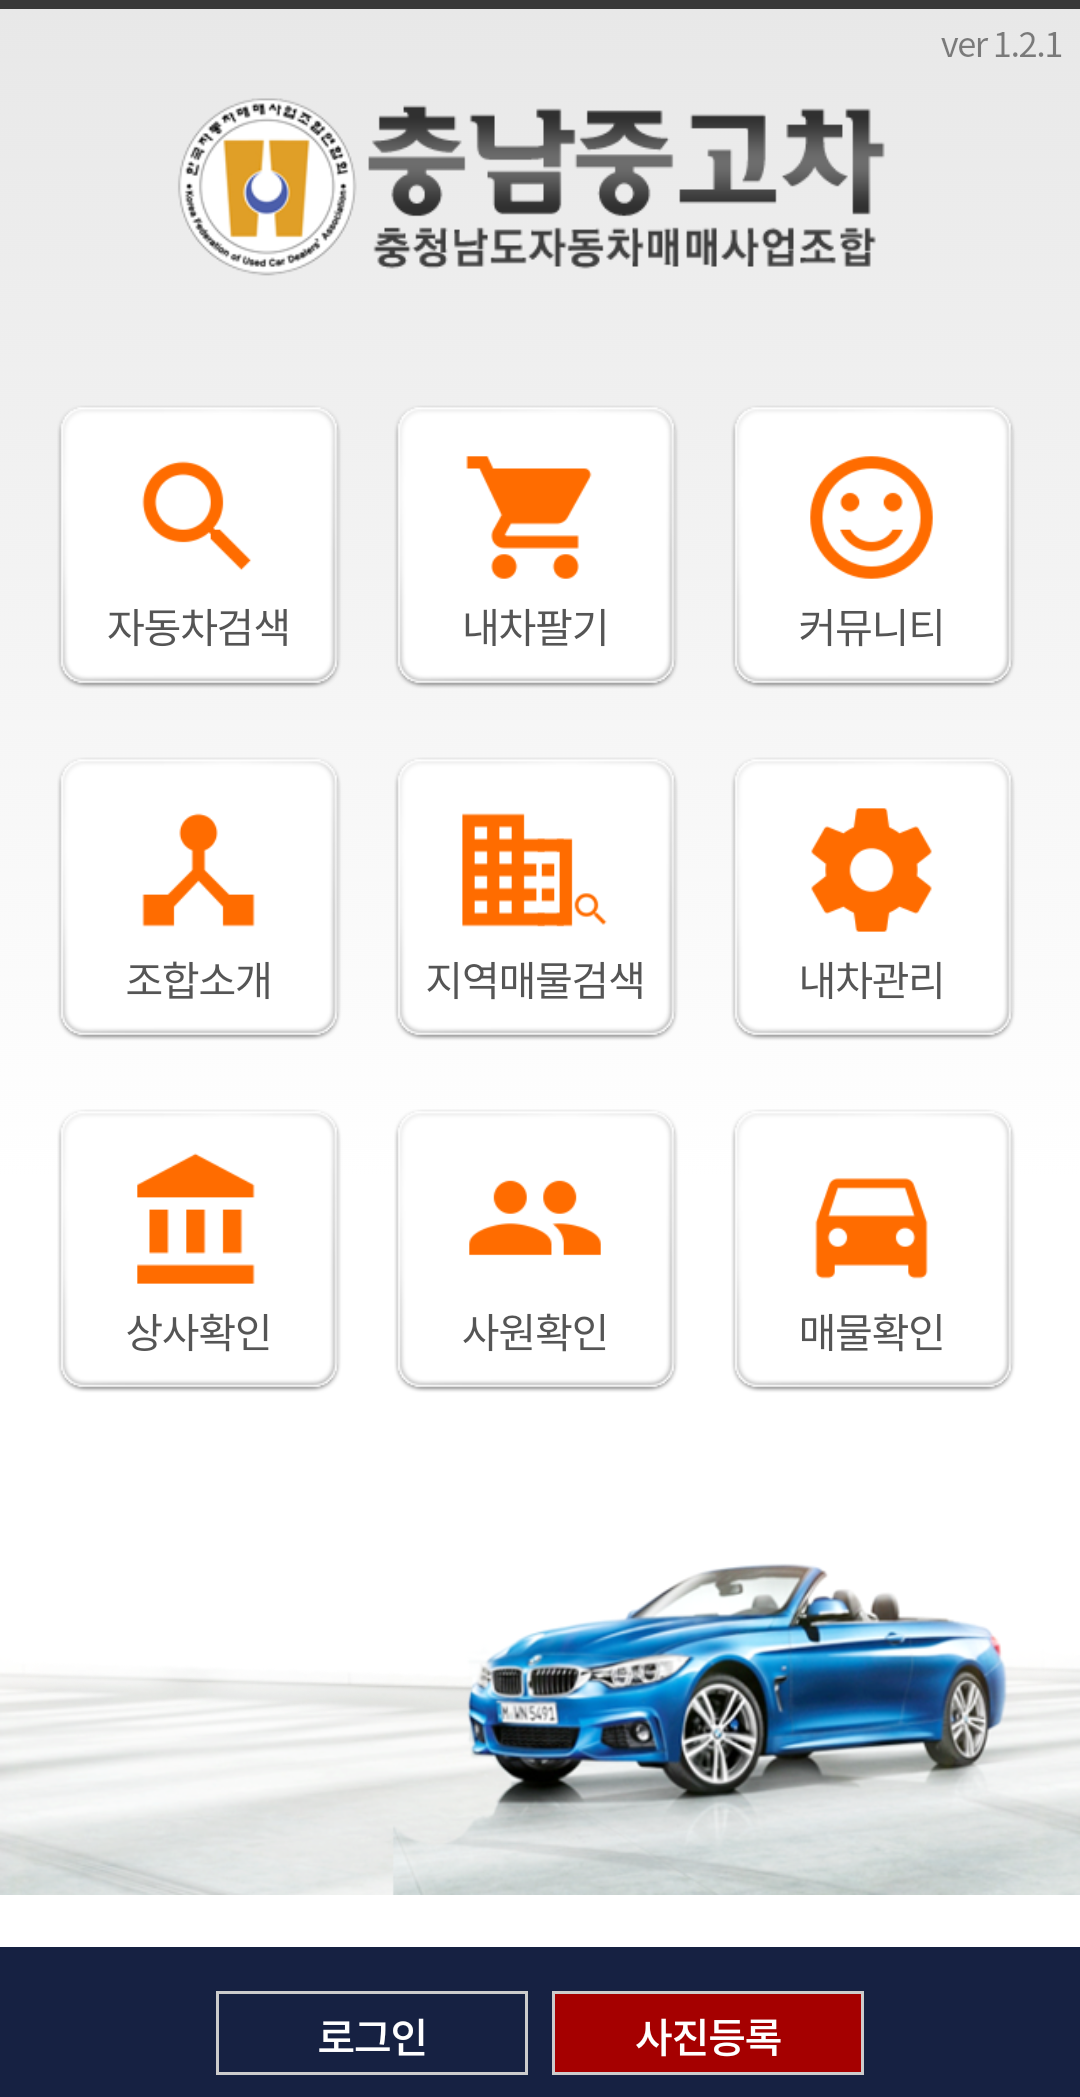 ver 1.2.1
한국자동차매매사업조합연합회
Korea Federation of Used Car Dealers' Association
충남중고차
충청남도자동차매매사업조합
자동차검색 내차팔기 커뮤니티
조합소개 지역매물검색 내차관리
상사확인 사원확인 매물확인
M·WN5491
로그인 사진등록